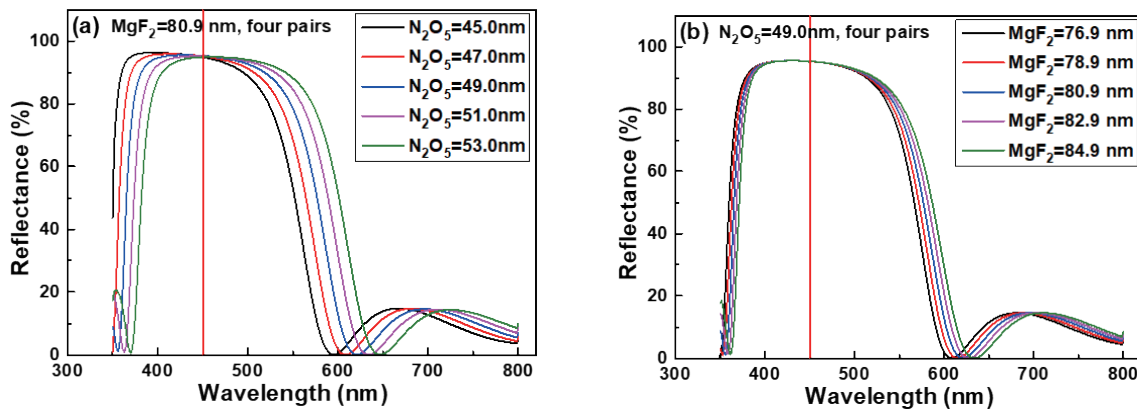 (a) MgF₂=80.9 nm, four pairs
N₂O₅=45.0nm
N₂O₅=47.0nm
N₂O₅=49.0nm
N₂O₅=51.0nm
N₂O₅=53.0nm
Reflectance (%)
100
80
60
40
20
0
300 400 500 600 700 800
Wavelength (nm)
(b) N₂O₅=49.0nm, four pairs
MgF₂=76.9 nm
MgF₂=78.9 nm
MgF₂=80.9 nm
MgF₂=82.9 nm
MgF₂=84.9 nm
Reflectance (%)
100
80
60
40
20
0
300 400 500 600 700 800
Wavelength (nm)